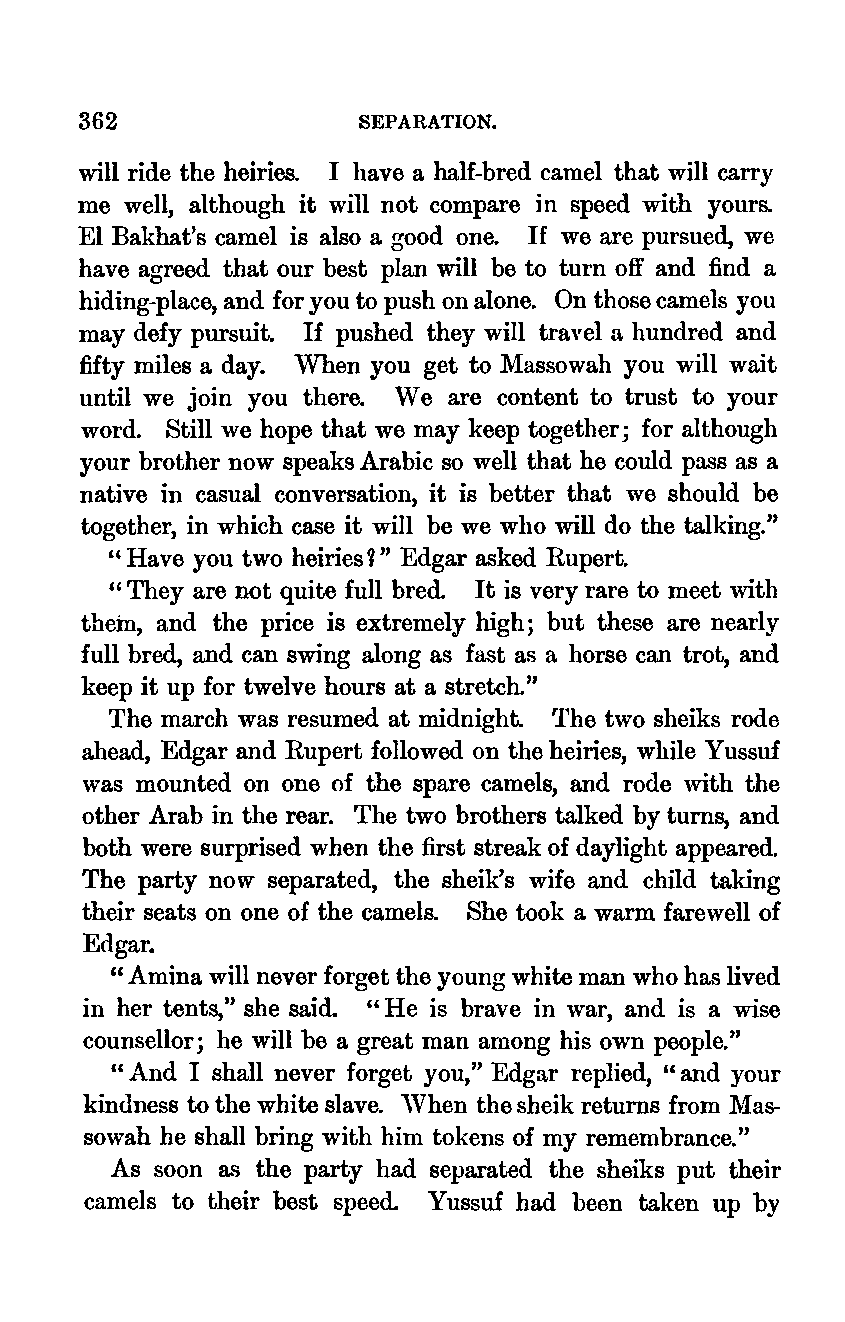 362 SEPARATION.
will ride the heiries. I have a half-bred camel that will carry
me well, although it will not compare in speed with yours.
El Bakhat's camel is also a good one. If we are pursued, we
have agreed that our best plan will be to turn off and find a
hiding-place, and for you to push on alone. On those camels you
may defy pursuit. If pushed they will travel a hundred and
fifty miles a day. When you get to Massowah you will wait
until we join you there. We are content to trust to your
word. Still we hope that we may keep together; for although
your brother now speaks Arabic so well that he could pass as a
native in casual conversation, it is better that we should be
together, in which case it will be we who will do the talking."
"Have you two heiries?" Edgar asked Rupert.
"They are not quite full bred. It is very rare to meet with
them, and the price is extremely high; but these are nearly
full bred, and can swing along as fast as a horse can trot, and
keep it up for twelve hours at a stretch."
The march was resumed at midnight. The two sheiks rode
ahead, Edgar and Rupert followed on the heiries, while Yussuf
was mounted on one of the spare camels, and rode with the
other Arab in the rear. The two brothers talked by turns, and
both were surprised when the first streak of daylight appeared.
The party now separated, the sheik's wife and child taking
their seats on one of the camels. She took a warm farewell of
Edgar.
"Amina will never forget the young white man who has lived
in her tents," she said. "He is brave in war, and is a wise
counsellor; he will be a great man among his own people."
"And I shall never forget you," Edgar replied, "and your
kindness to the white slave. When the sheik returns from Mas-
sowah he shall bring with him tokens of my remembrance."
As soon as the party had separated the sheiks put their
camels to their best speed. Yussuf had been taken up by